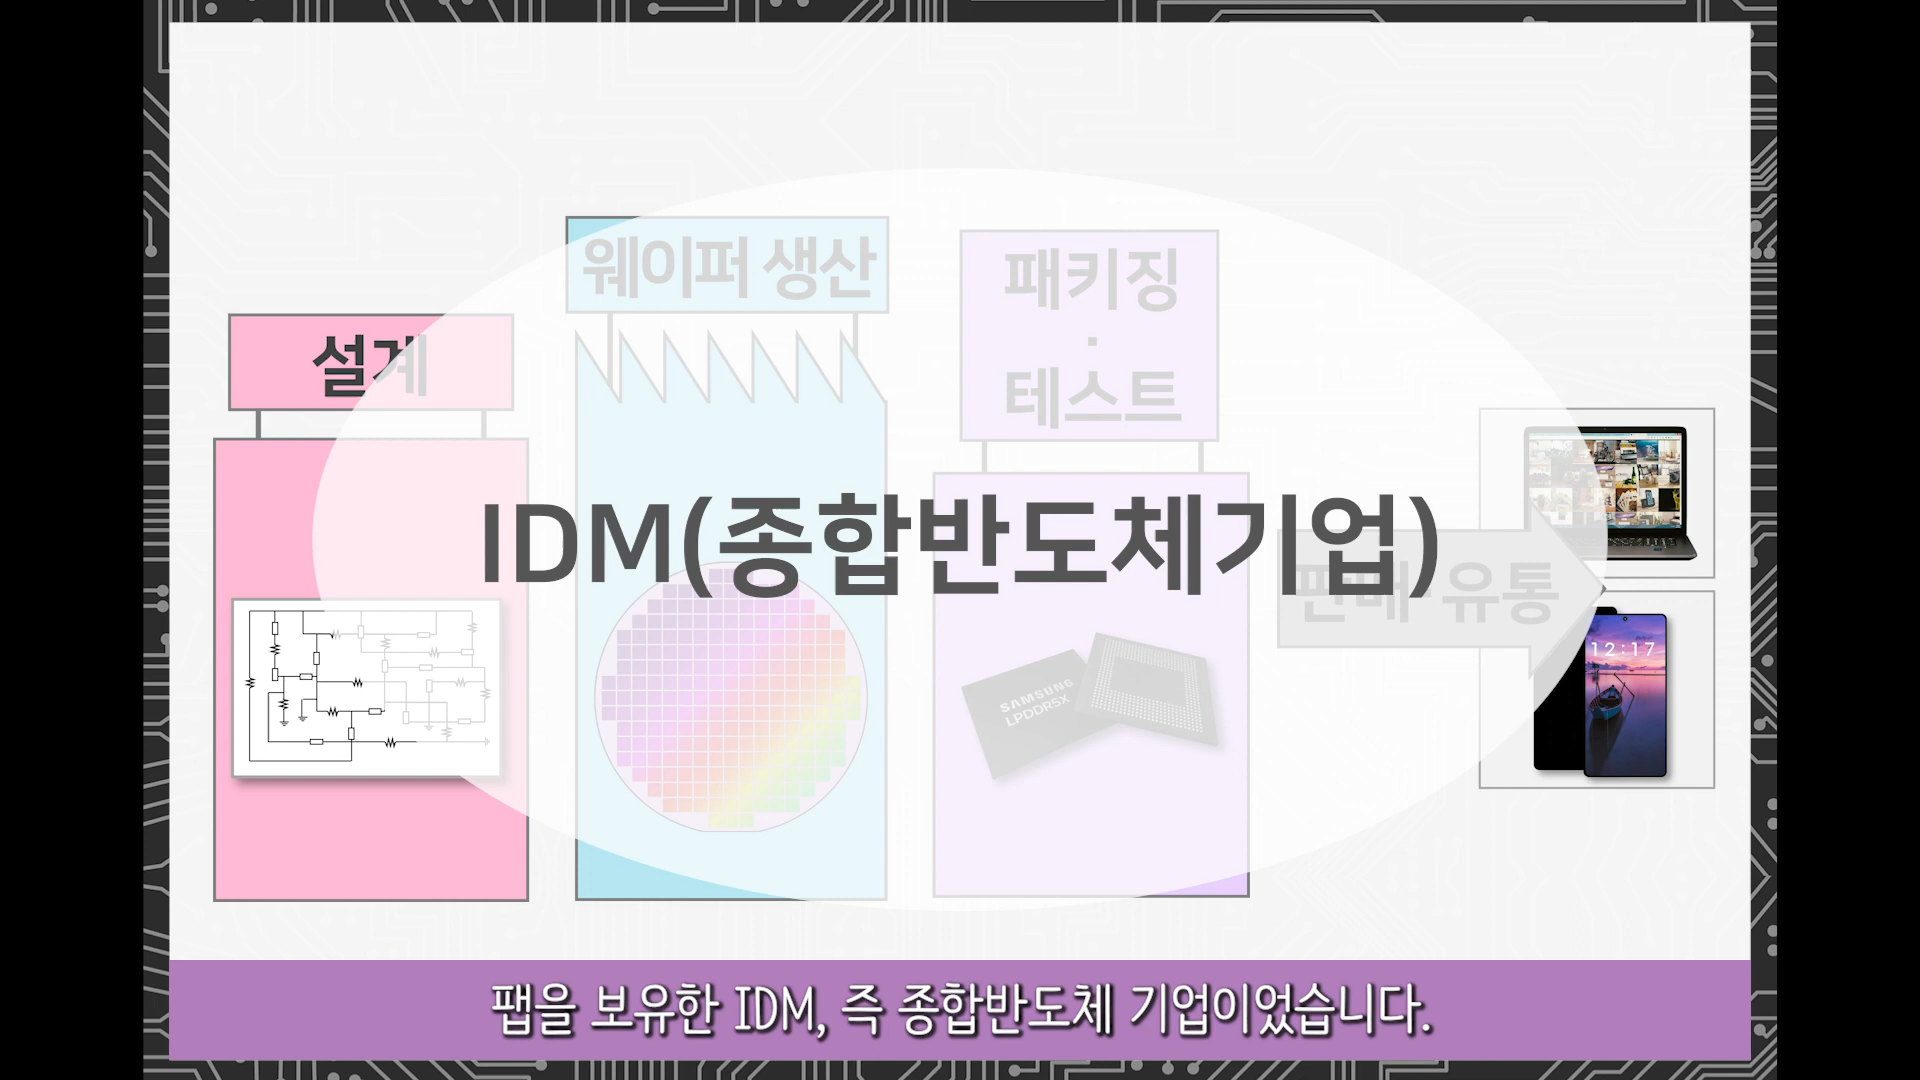 웨이퍼 생산
패키징
·
테스트
설계
IDM(종합반도체기업)
판매·유통
SAMSUNG
LPDDR5X
12:17
팹을 보유한 IDM, 즉 종합반도체 기업이었습니다.